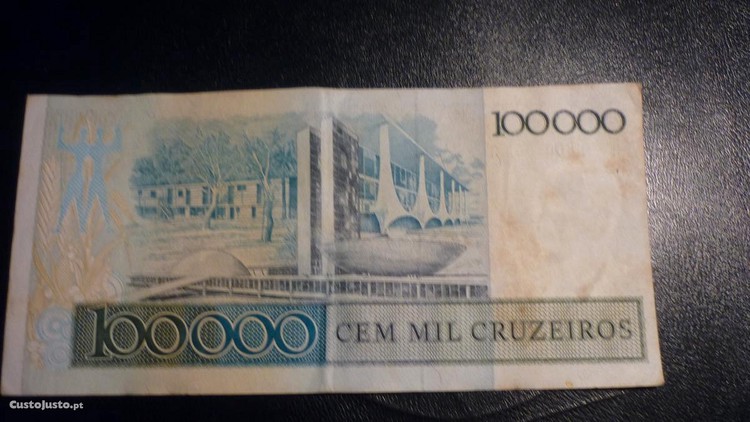 100000
100000 CEM MIL CRUZEIROS
CustoJusto.pt